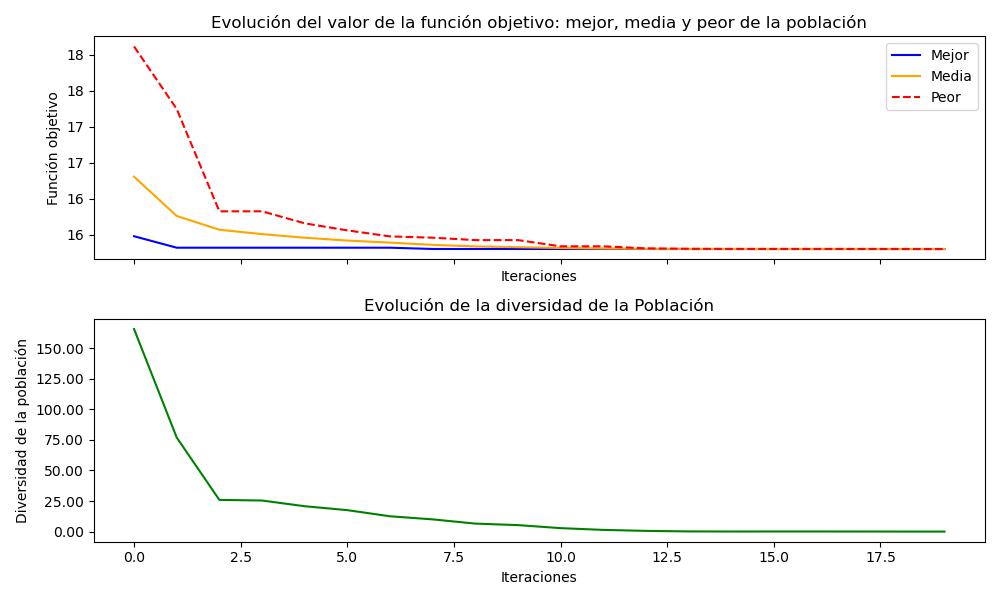 Evolución del valor de la función objetivo: mejor, media y peor de la población
Función objetivo
18
18
17
17
16
16
Mejor
Media
Peor
Iteraciones
Evolución de la diversidad de la Población
Diversidad de la población
150.00
125.00
100.00
75.00
50.00
25.00
0.00
0.0 2.5 5.0 7.5 10.0 12.5 15.0 17.5
Iteraciones